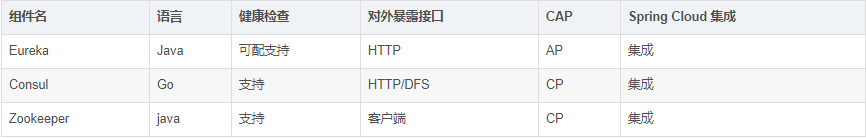 组件名 语言 健康检查 对外暴露接口 CAP Spring Cloud 集成
Eureka Java 可配支持 HTTP AP 集成
Consul Go 支持 HTTP/DFS CP 集成
Zookeeper java 支持 客户端 CP 集成